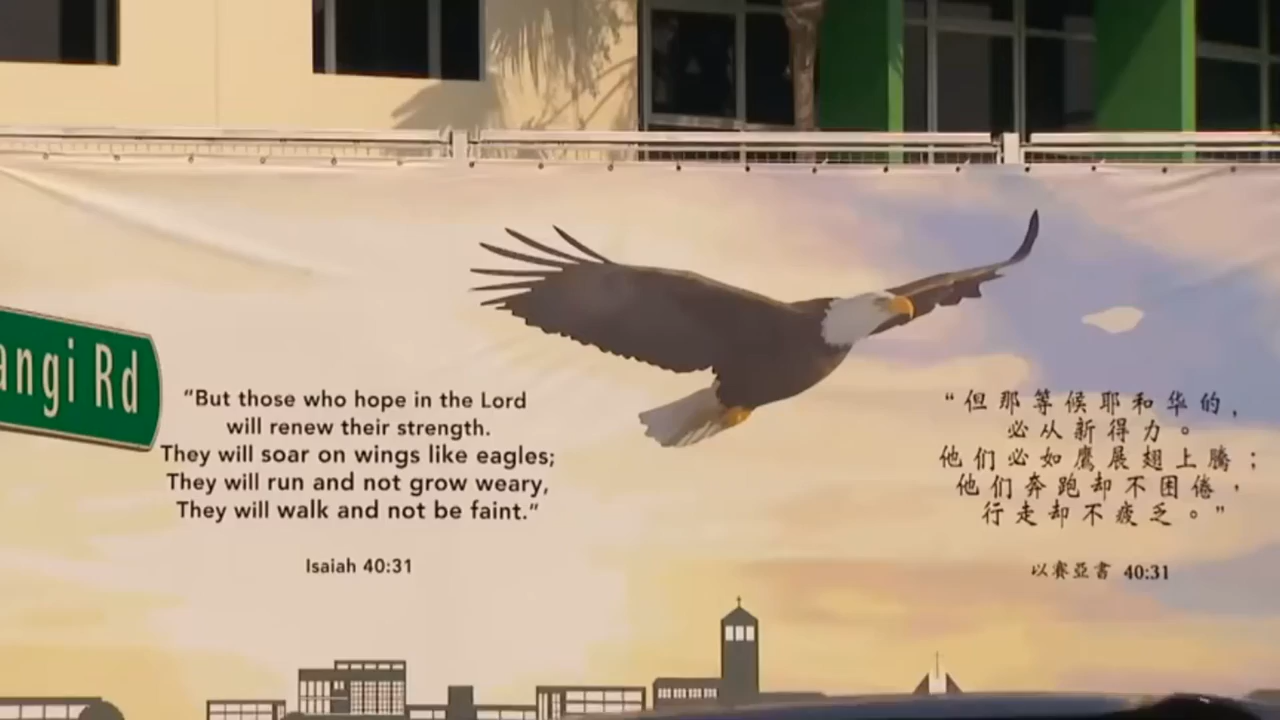 angi Rd
“But those who hope in the Lord
will renew their strength.
They will soar on wings like eagles;
They will run and not grow weary,
They will walk and not be faint.”
Isaiah 40:31
“但那等候耶和华的，
必从新得力。
他们必如鹰展翅上腾；
他们奔跑却不困倦，
行走却不疲乏。”
以賽亞書 40:31